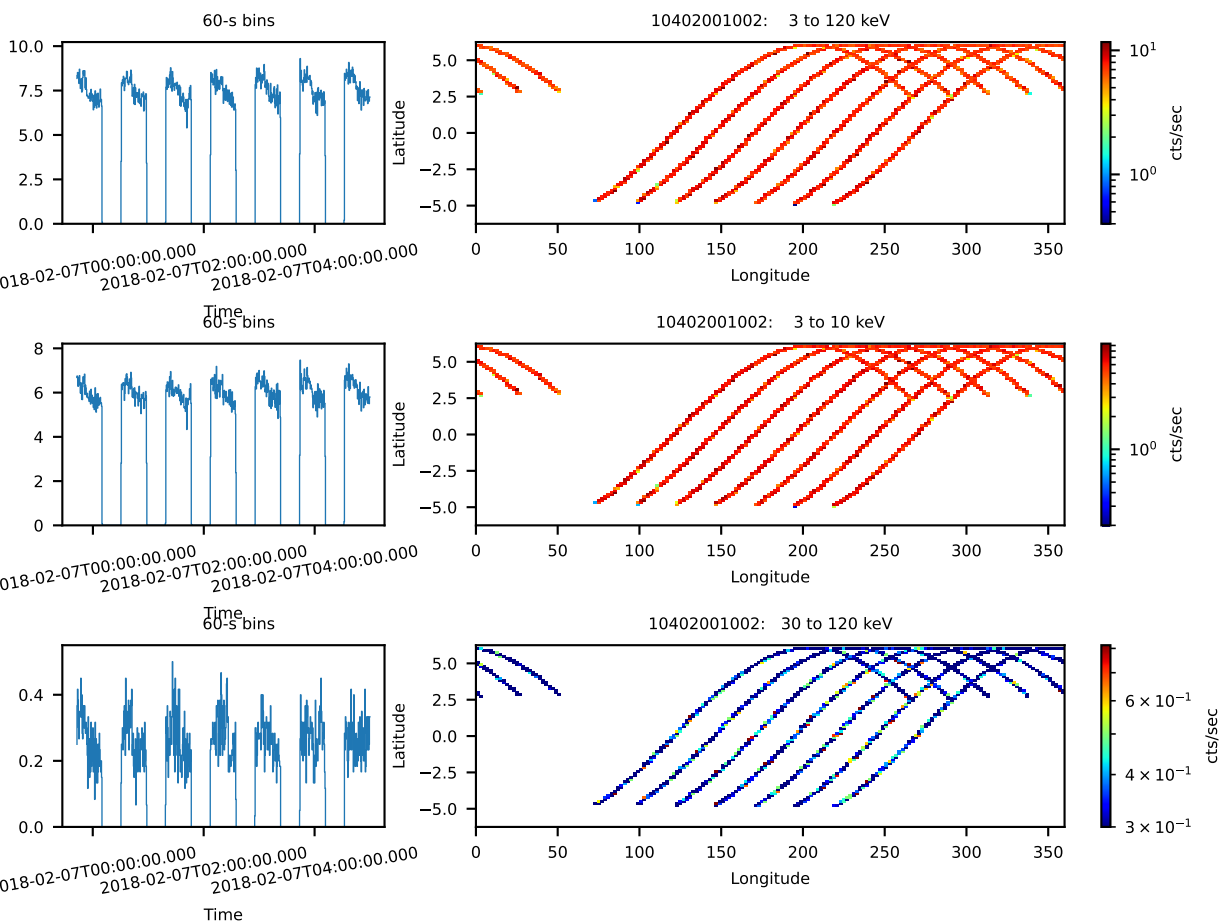 60-s bins
10402001002: 3 to 120 keV
10.0
7.5
5.0
2.5
0.0
Latitude
5.0
2.5
0.0
−2.5
−5.0
10¹
10⁰
cts/sec
0 50 100 150 200 250 300 350
Longitude
018-02-07T00:00:00.000
2018-02-07T02:00:00.000
2018-02-07T04:00:00.000
Time
60-s bins
10402001002: 3 to 10 keV
8
6
4
2
0
Latitude
5.0
2.5
0.0
−2.5
−5.0
10⁰
cts/sec
0 50 100 150 200 250 300 350
Longitude
018-02-07T00:00:00.000
2018-02-07T02:00:00.000
2018-02-07T04:00:00.000
Time
60-s bins
10402001002: 30 to 120 keV
0.4
0.2
0.0
Latitude
5.0
2.5
0.0
−2.5
−5.0
6 × 10⁻¹
4 × 10⁻¹
3 × 10⁻¹
cts/sec
0 50 100 150 200 250 300 350
Longitude
018-02-07T00:00:00.000
2018-02-07T02:00:00.000
2018-02-07T04:00:00.000
Time